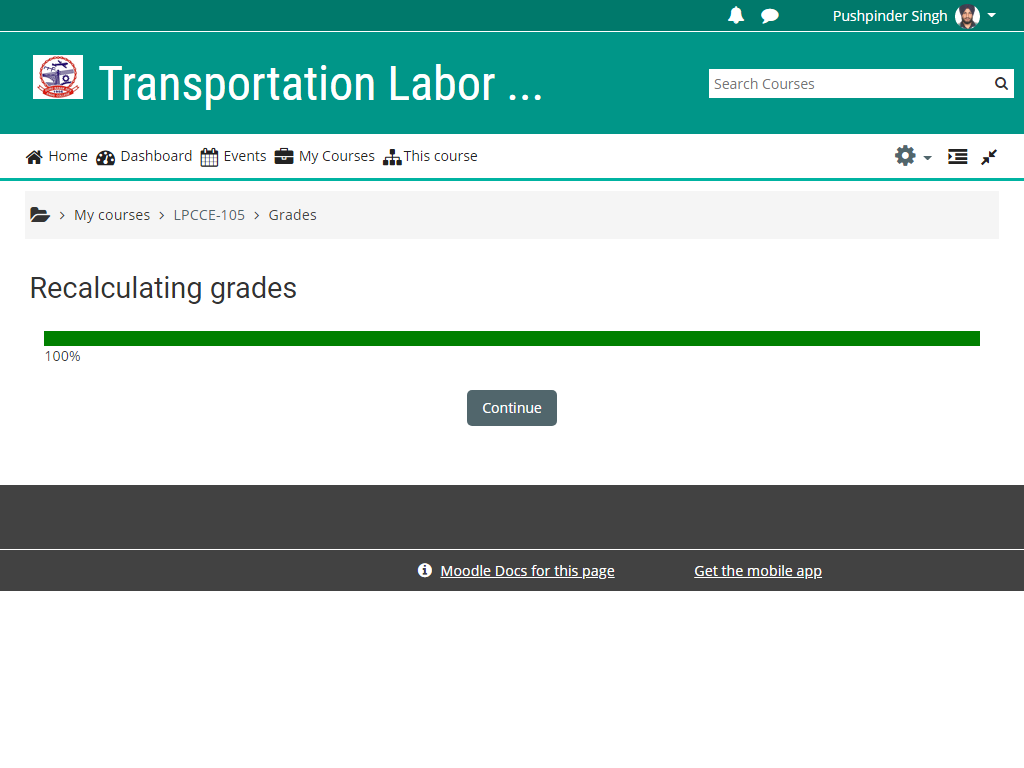 Pushpinder Singh
Transportation Labor ...
Search Courses
Home Dashboard Events My Courses This course
My courses LPCCE-105 Grades
Recalculating grades
100%
Continue
Moodle Docs for this page Get the mobile app